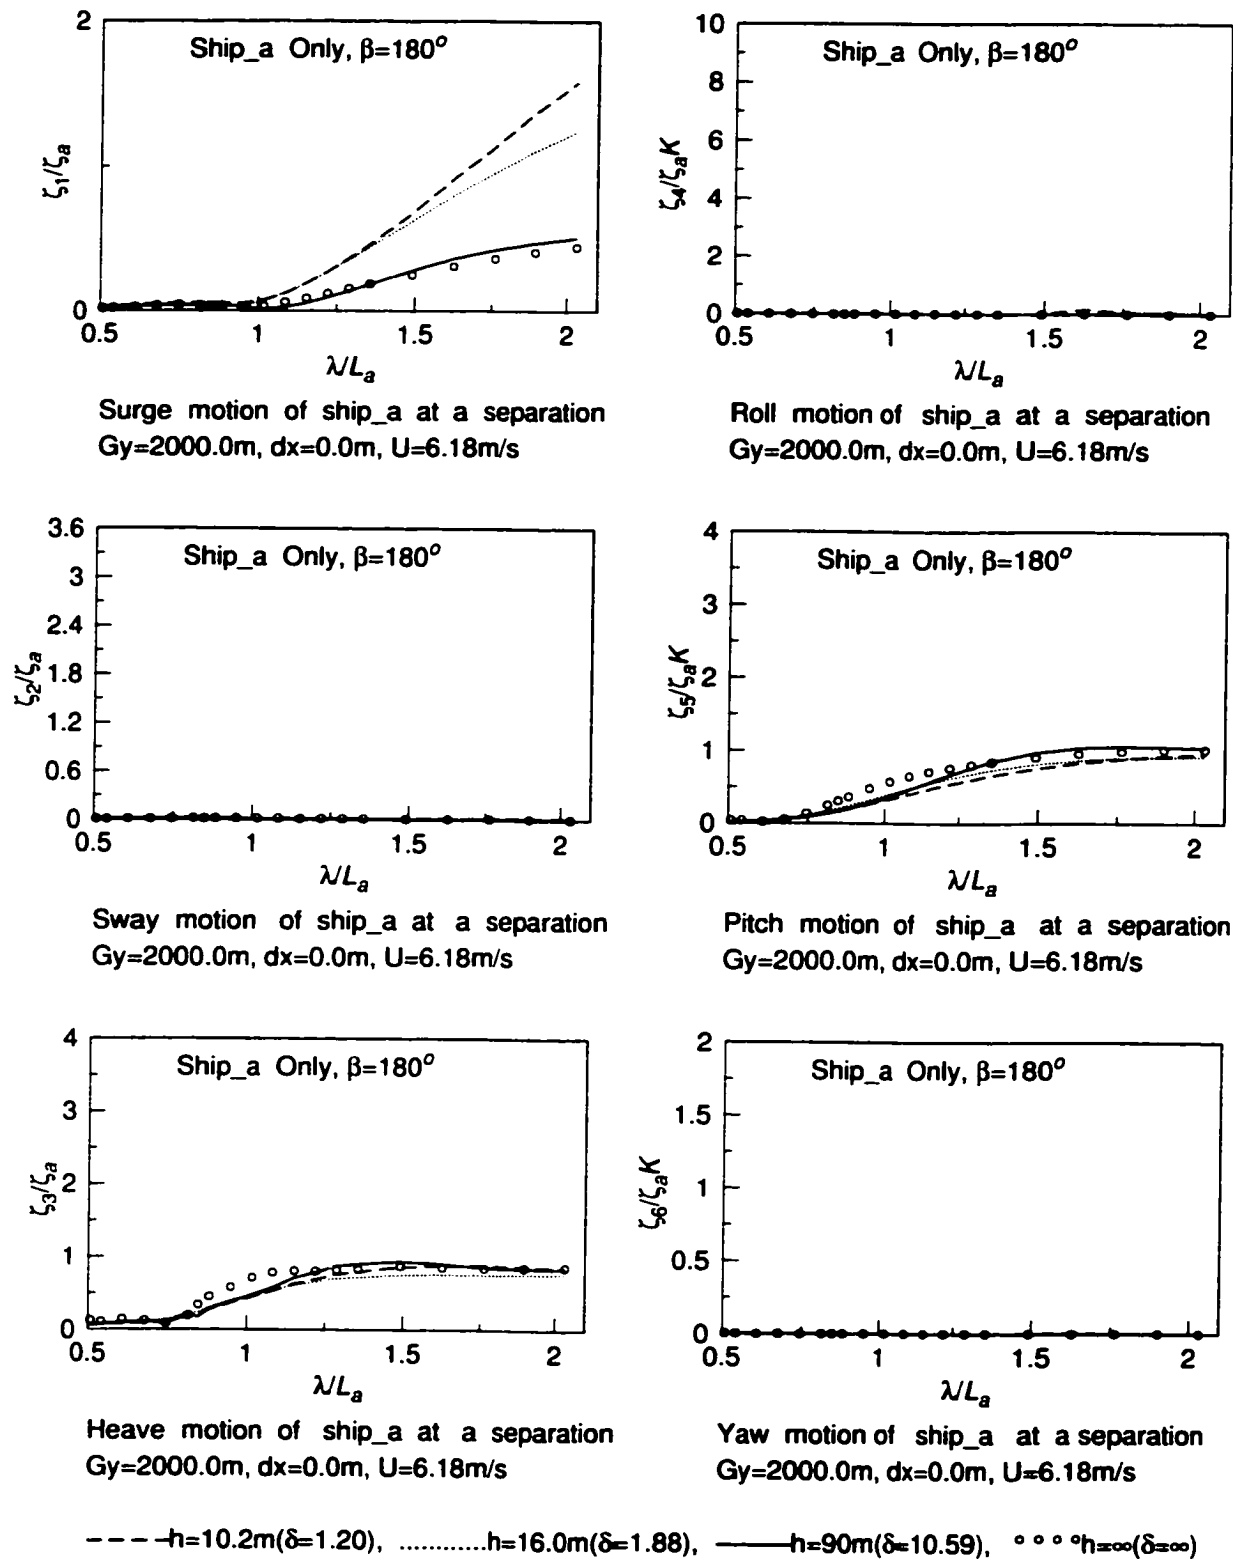 Ship_a Only, β=180°
2
0
ζ1/ζa
0.5 1 1.5 2
λ/La
Surge motion of ship_a at a separation
Gy=2000.0m, dx=0.0m, U=6.18m/s
Ship_a Only, β=180°
10
8
6
4
2
0
ζ4/ζaK
0.5 1 1.5 2
λ/La
Roll motion of ship_a at a separation
Gy=2000.0m, dx=0.0m, U=6.18m/s
Ship_a Only, β=180°
3.6
3
2.4
1.8
1.2
0.6
0
ζ2/ζa
0.5 1 1.5 2
λ/La
Sway motion of ship_a at a separation
Gy=2000.0m, dx=0.0m, U=6.18m/s
Ship_a Only, β=180°
4
3
2
1
0
ζ5/ζaK
0.5 1 1.5 2
λ/La
Pitch motion of ship_a at a separation
Gy=2000.0m, dx=0.0m, U=6.18m/s
Ship_a Only, β=180°
4
3
2
1
0
ζ3/ζa
0.5 1 1.5 2
λ/La
Heave motion of ship_a at a separation
Gy=2000.0m, dx=0.0m, U=6.18m/s
Ship_a Only, β=180°
2
1.5
1
0.5
0
ζ6/ζaK
0.5 1 1.5 2
λ/La
Yaw motion of ship_a at a separation
Gy=2000.0m, dx=0.0m, U=6.18m/s
h=10.2m(δ=1.20), ............h=16.0m(δ=1.88), h=90m(δ=10.59), h=∞(δ=∞)